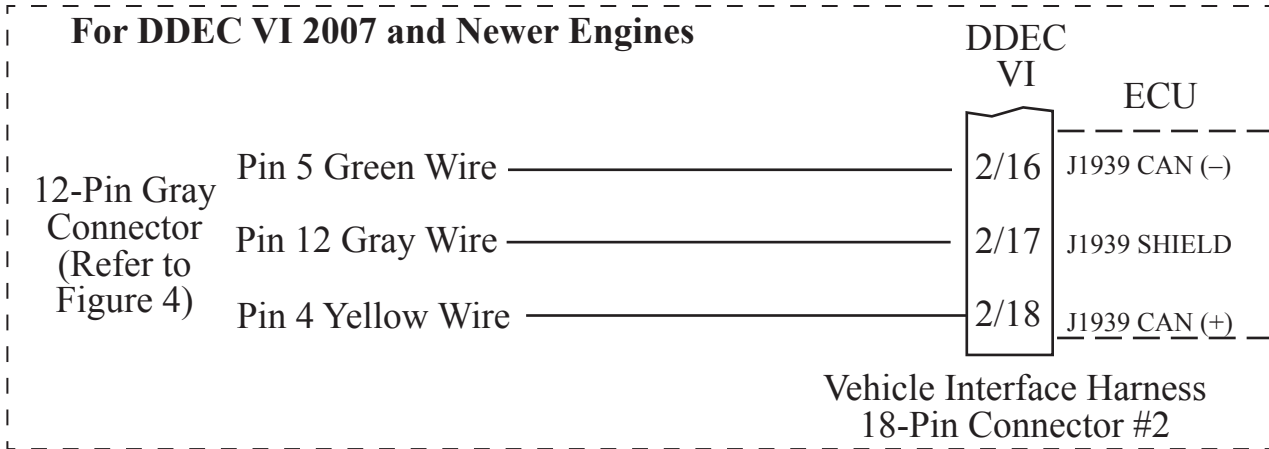 For DDEC VI 2007 and Newer Engines
DDEC
VI
ECU
12-Pin Gray
Connector
(Refer to
Figure 4)
Pin 5 Green Wire
2/16
J1939 CAN (–)
Pin 12 Gray Wire
2/17
J1939 SHIELD
Pin 4 Yellow Wire
2/18
J1939 CAN (+)
Vehicle Interface Harness
18-Pin Connector #2